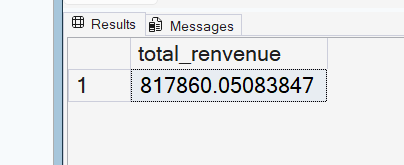 Results Messages
total_renvenue
1 817860.05083847